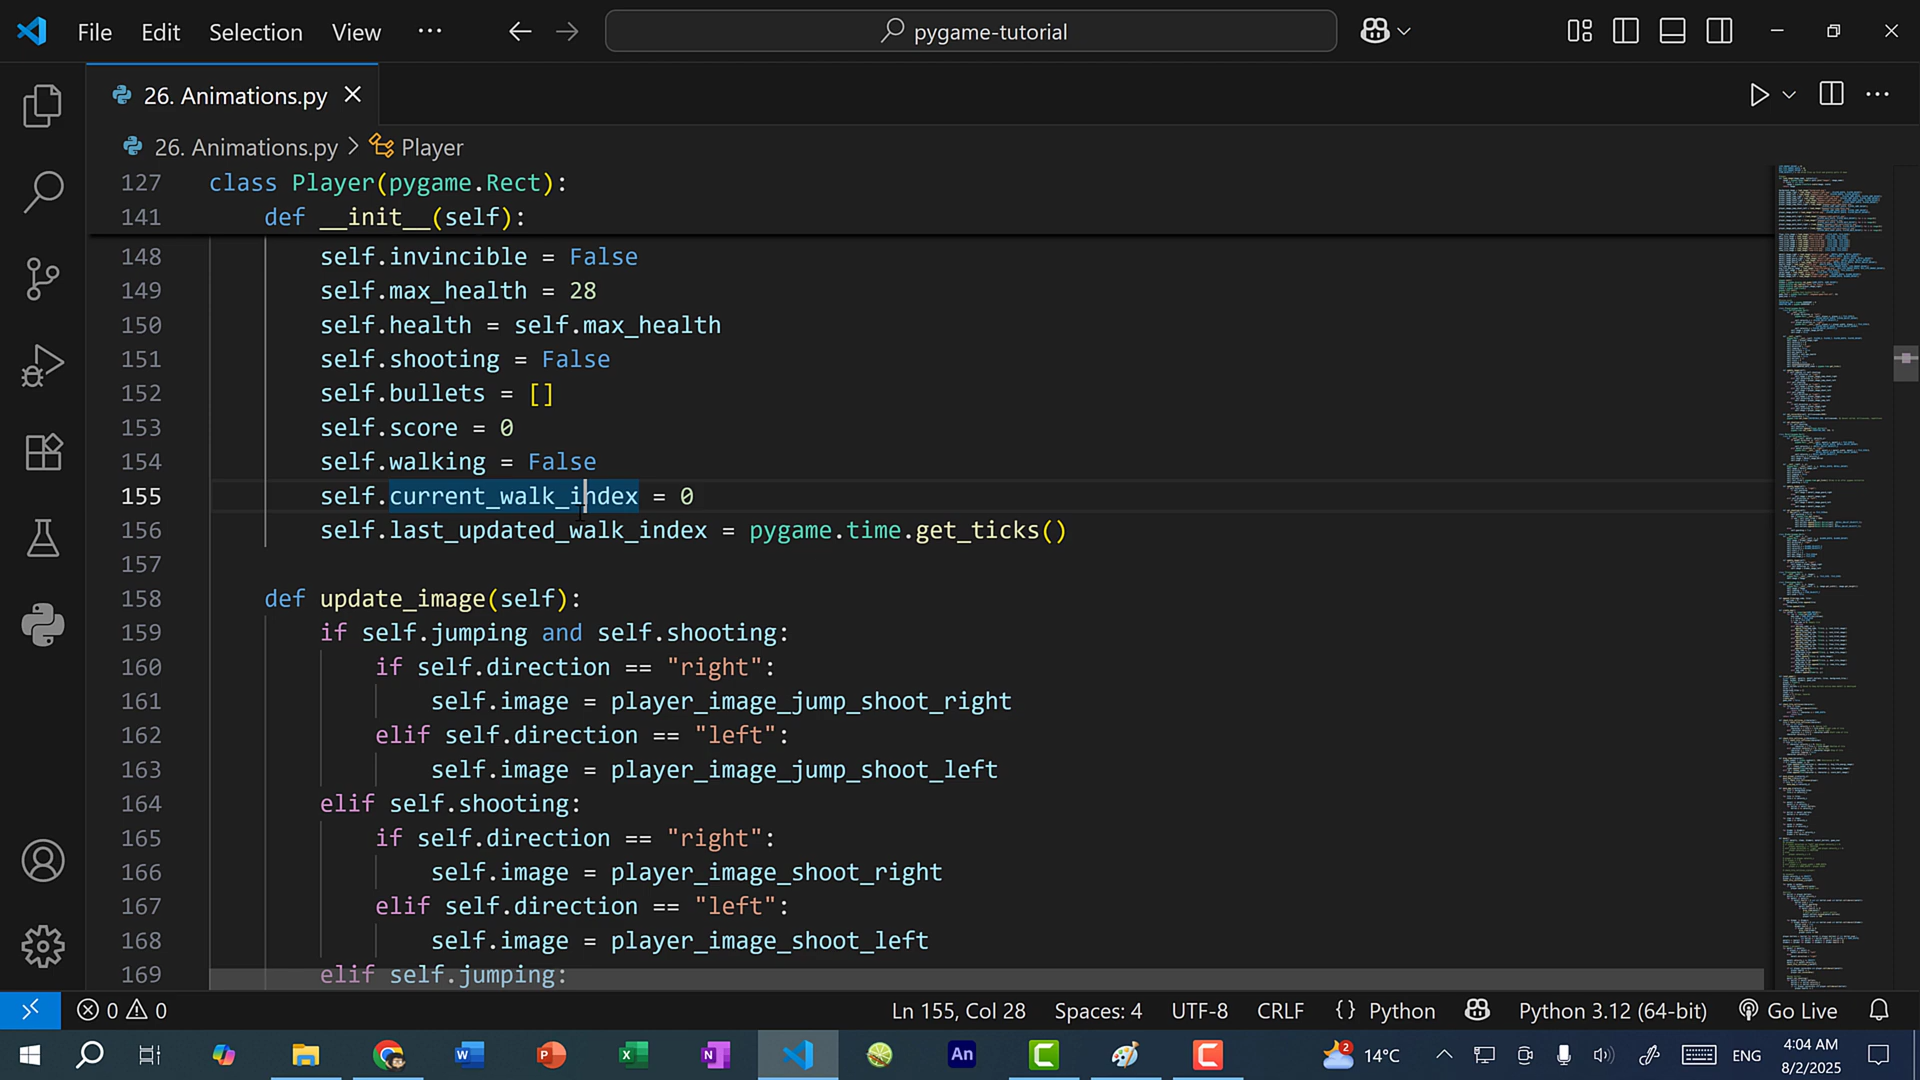 File Edit Selection View ··· pygame-tutorial
26. Animations.py
26. Animations.py > Player
127 class Player(pygame.Rect):
141 def __init__(self):
148 self.invincible = False
149 self.max_health = 28
150 self.health = self.max_health
151 self.shooting = False
152 self.bullets = []
153 self.score = 0
154 self.walking = False
155 self.current_walk_index = 0
156 self.last_updated_walk_index = pygame.time.get_ticks()
157
158 def update_image(self):
159 if self.jumping and self.shooting:
160 if self.direction == "right":
161 self.image = player_image_jump_shoot_right
162 elif self.direction == "left":
163 self.image = player_image_jump_shoot_left
164 elif self.shooting:
165 if self.direction == "right":
166 self.image = player_image_shoot_right
167 elif self.direction == "left":
168 self.image = player_image_shoot_left
169 elif self.jumping:
0 0 Ln 155, Col 28 Spaces: 4 UTF-8 CRLF {} Python Python 3.12 (64-bit) Go Live
An 2 14°C ENG 4:04 AM
8/2/2025